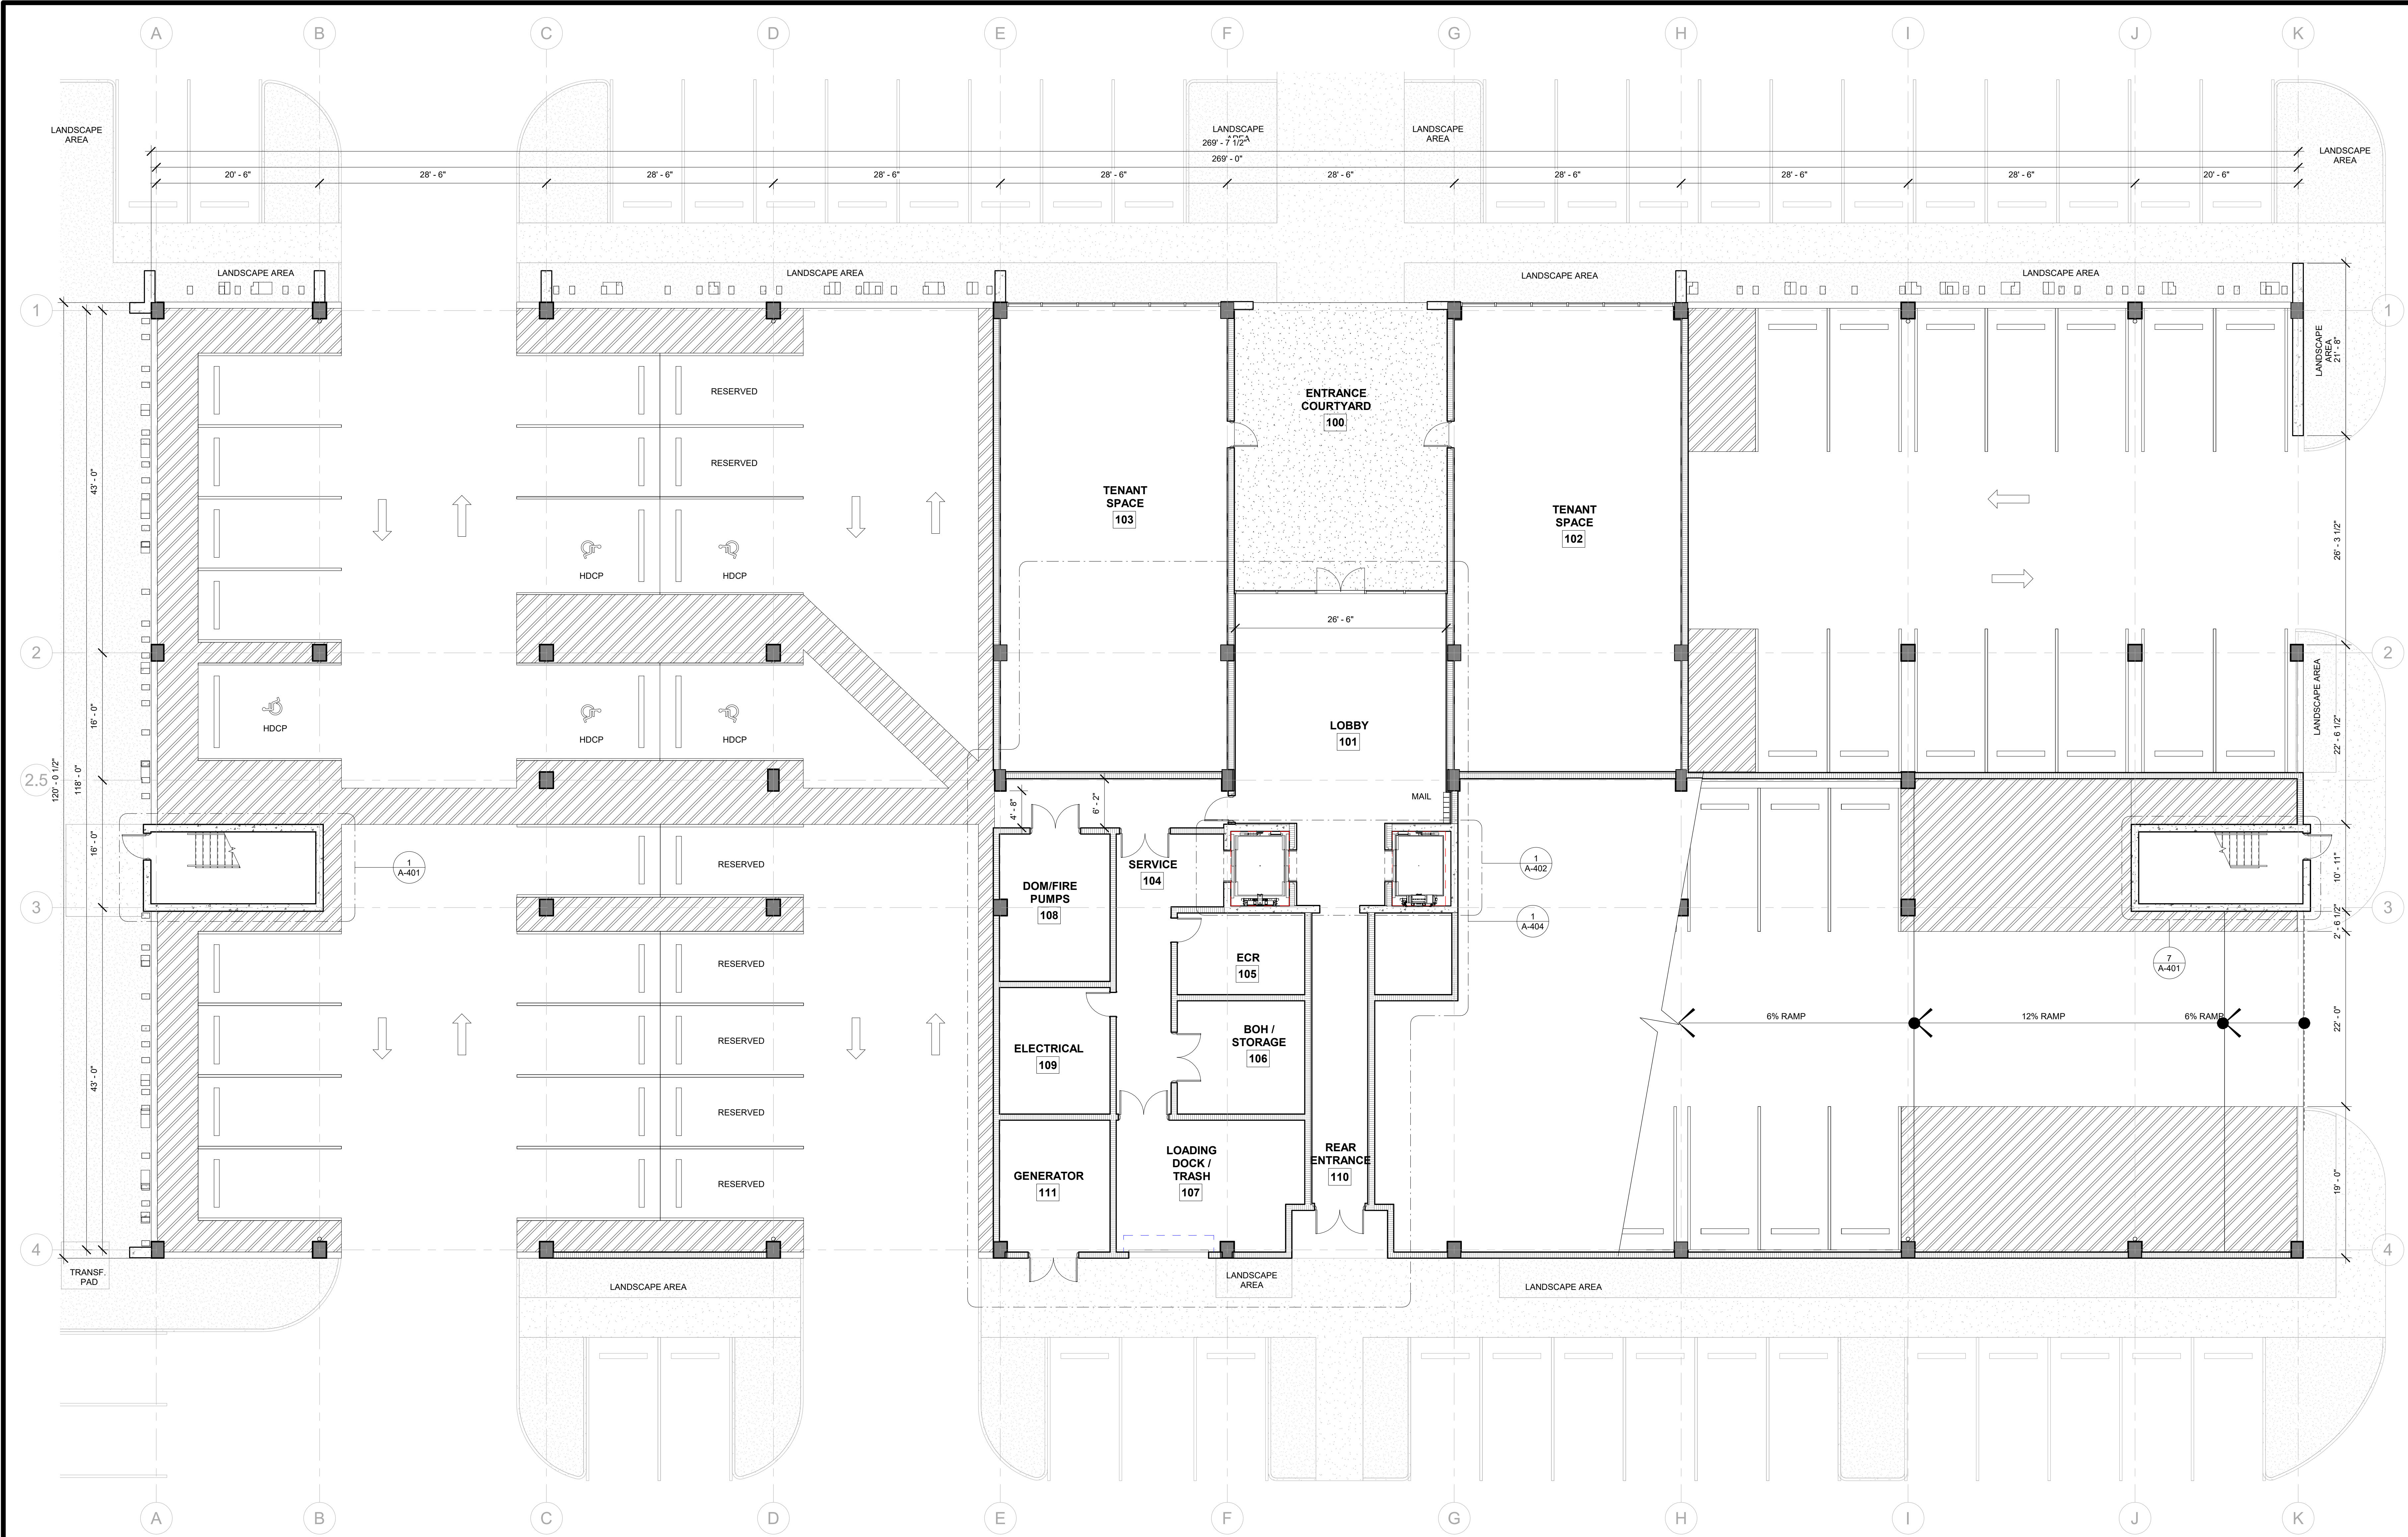 A B C D E F G H I J K
LANDSCAPE
AREA
LANDSCAPE
AREA
LANDSCAPE
AREA
LANDSCAPE
AREA
269' - 7 1/2"
269' - 0"
20' - 6" 28' - 6" 28' - 6" 28' - 6" 28' - 6" 28' - 6" 28' - 6" 28' - 6" 28' - 6" 20' - 6"
LANDSCAPE AREA
LANDSCAPE AREA
LANDSCAPE AREA
LANDSCAPE AREA
1
1
LANDSCAPE
AREA
21' - 8"
RESERVED
ENTRANCE
COURTYARD
100
RESERVED
43' - 0"
TENANT
SPACE
103
TENANT
SPACE
102
26' - 3 1/2"
HDCP
HDCP
26' - 6"
2
2
LANDSCAPE AREA
16' - 0"
HDCP
HDCP
HDCP
LOBBY
101
22' - 6 1/2"
2.5
120' - 0 1/2"
118' - 0"
4' - 8"
6' - 2"
MAIL
16' - 0"
1
A-401
RESERVED
DOM/FIRE
PUMPS
108
SERVICE
104
1
A-402
10' - 11"
3
3
1
A-404
2' - 6 1/2"
RESERVED
ECR
105
7
A-401
6% RAMP
12% RAMP
6% RAMP
22' - 0"
43' - 0"
RESERVED
ELECTRICAL
109
BOH /
STORAGE
106
RESERVED
RESERVED
GENERATOR
111
LOADING
DOCK /
TRASH
107
REAR
ENTRANCE
110
19' - 0"
4
4
TRANSF.
PAD
LANDSCAPE AREA
LANDSCAPE
AREA
LANDSCAPE AREA
A B C D E F G H I J K